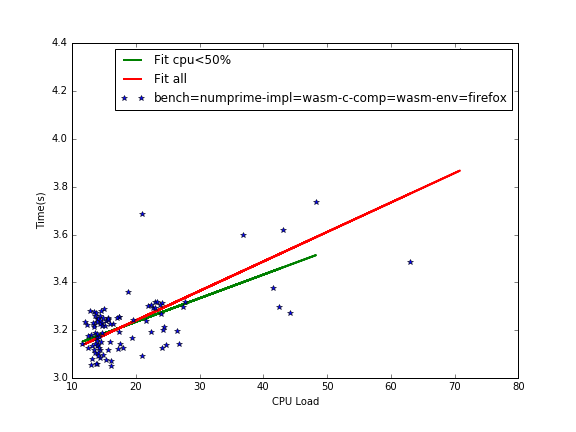 4.4
4.2
4.0
3.8
3.6
3.4
3.2
3.0
Time(s)
Fit cpu<50%
Fit all
bench=numprime-impl=wasm-c-comp=wasm-env=firefox
10 20 30 40 50 60 70 80
CPU Load